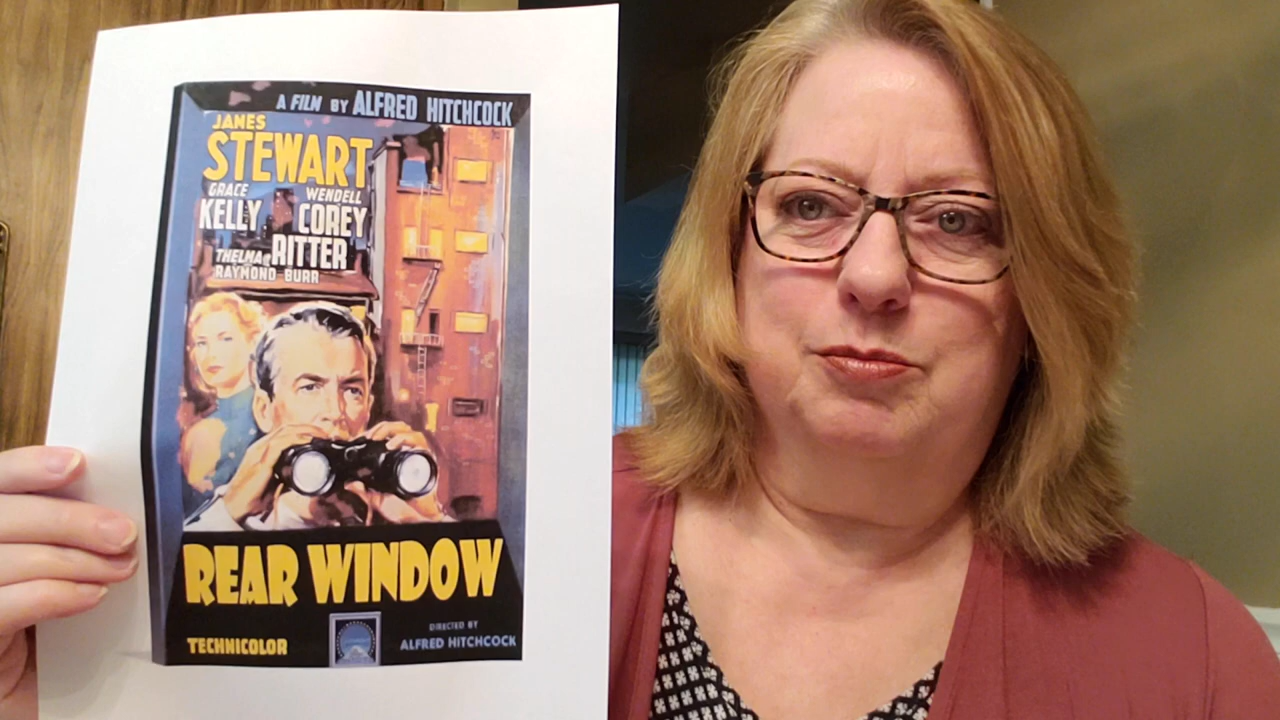 A FILM BY ALFRED HITCHCOCK
JAMES
STEWART
GRACE WENDELL
KELLY COREY
THELMA RITTER
RAYMOND BURR
REAR WINDOW
DIRECTED BY
TECHNICOLOR ALFRED HITCHCOCK